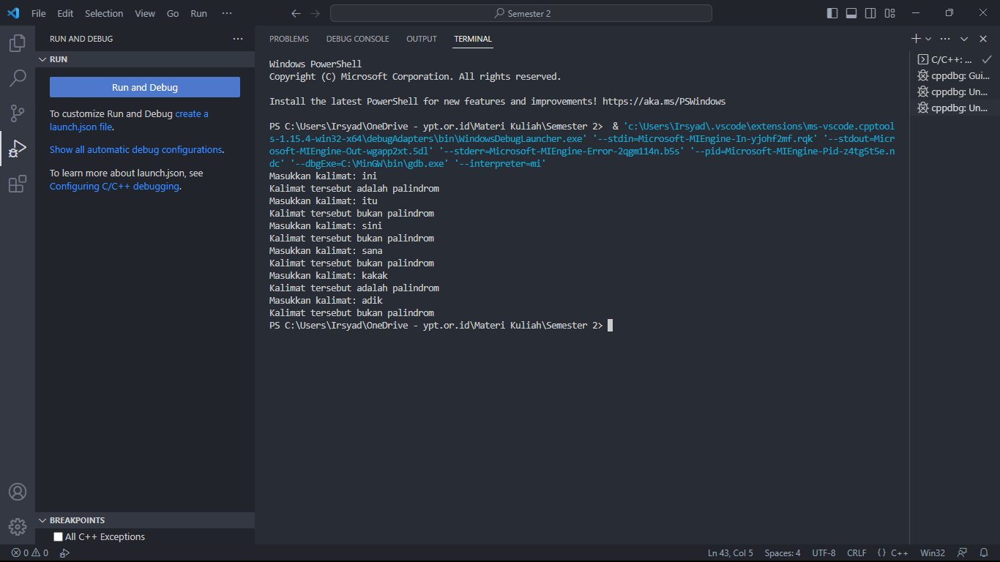 File Edit Selection View Go Run ··· Semester 2
RUN AND DEBUG ···
RUN
Run and Debug
To customize Run and Debug create a
launch.json file.
Show all automatic debug configurations.
To learn more about launch.json, see
Configuring C/C++ debugging.
BREAKPOINTS
All C++ Exceptions
PROBLEMS DEBUG CONSOLE OUTPUT TERMINAL
Windows PowerShell
Copyright (C) Microsoft Corporation. All rights reserved.
Install the latest PowerShell for new features and improvements! https://aka.ms/PSWindows
PS C:\Users\Irsyad\OneDrive - ypt.or.id\Materi Kuliah\Semester 2>  & 'c:\Users\Irsyad\.vscode\extensions\ms-vscode.cpptool
s-1.15.4-win32-x64\debugAdapters\bin\WindowsDebugLauncher.exe' '--stdin=Microsoft-MIEngine-In-yjohf2mf.rqk' '--stdout=Micr
osoft-MIEngine-Out-wgapp2xt.5dl' '--stderr=Microsoft-MIEngine-Error-2qgm114n.b5s' '--pid=Microsoft-MIEngine-Pid-z4tg5t5e.n
dc' '--dbgExe=C:\MinGW\bin\gdb.exe' '--interpreter=mi'
Masukkan kalimat: ini
Kalimat tersebut adalah palindrom
Masukkan kalimat: itu
Kalimat tersebut bukan palindrom
Masukkan kalimat: sini
Kalimat tersebut bukan palindrom
Masukkan kalimat: sana
Kalimat tersebut bukan palindrom
Masukkan kalimat: kakak
Kalimat tersebut adalah palindrom
Masukkan kalimat: adik
Kalimat tersebut bukan palindrom
PS C:\Users\Irsyad\OneDrive - ypt.or.id\Materi Kuliah\Semester 2>
C/C++: ...
cppdbg: Gui...
cppdbg: Un...
cppdbg: Un...
0 0 Ln 43, Col 5 Spaces: 4 UTF-8 CRLF {} C++ Win32